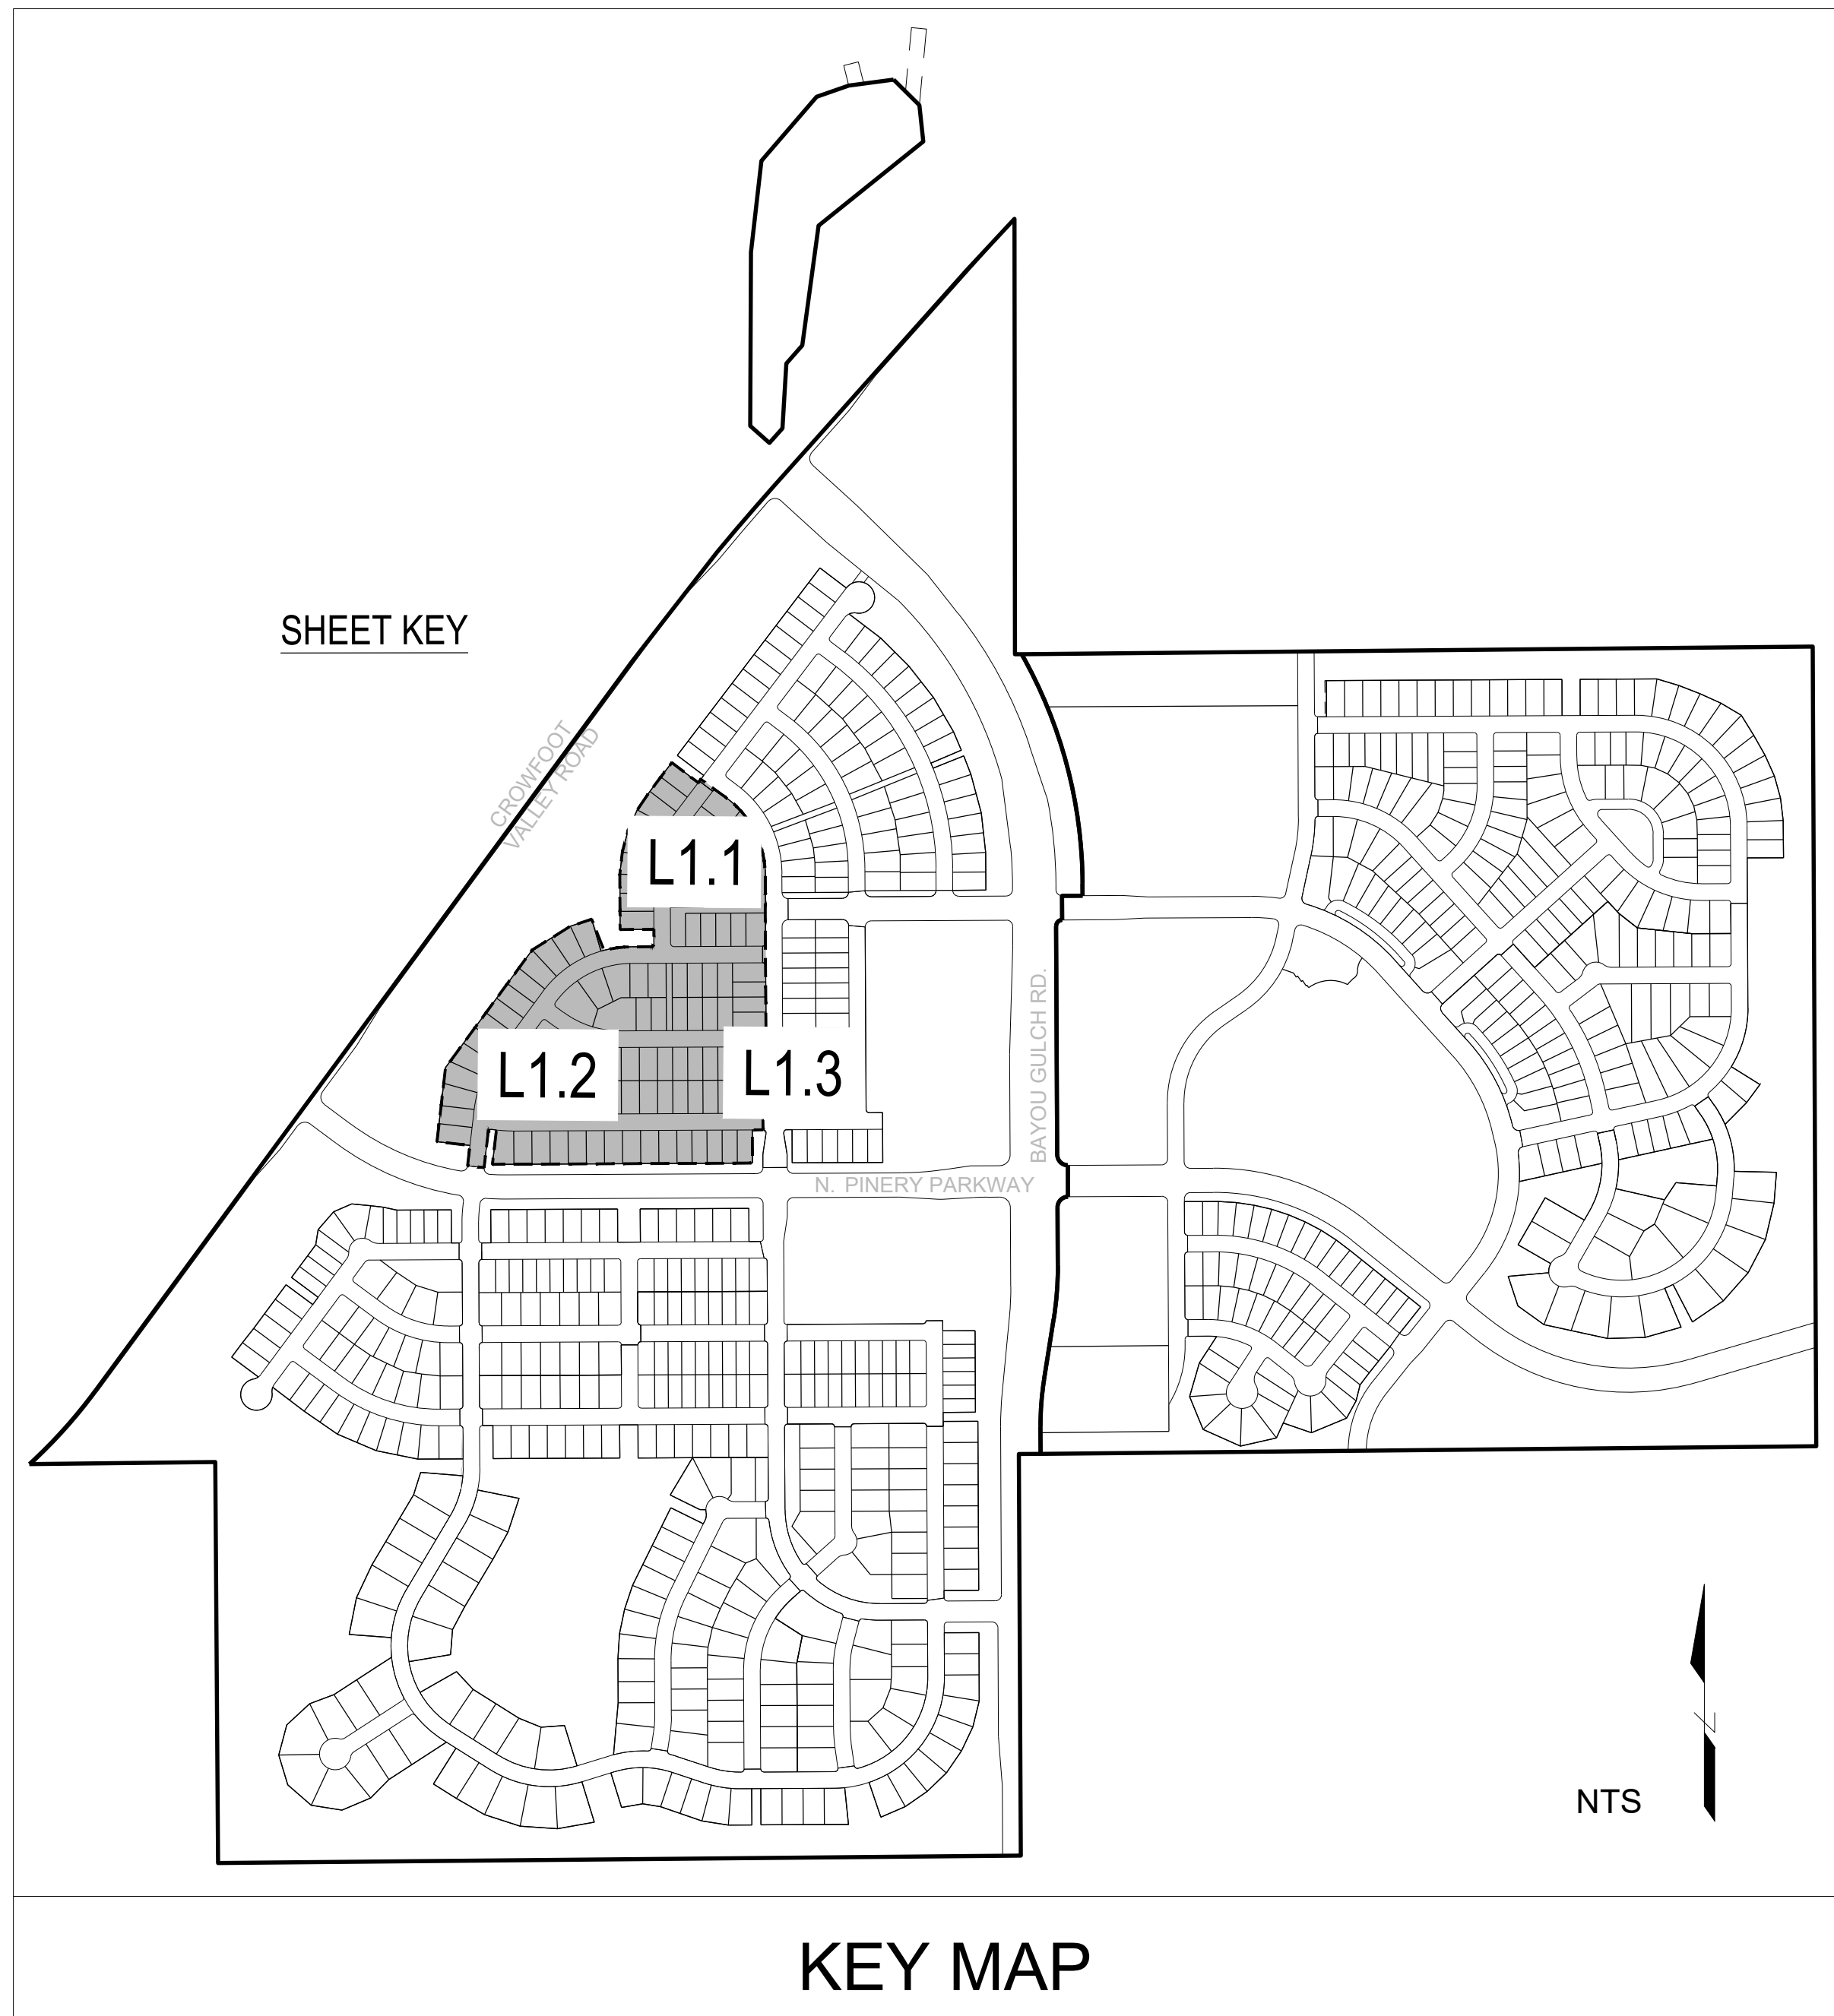 SHEET KEY
CROWFOOT
VALLEY ROAD
L1.1
L1.2
L1.3
BAYOU GULCH RD.
N. PINERY PARKWAY
N
NTS
KEY MAP